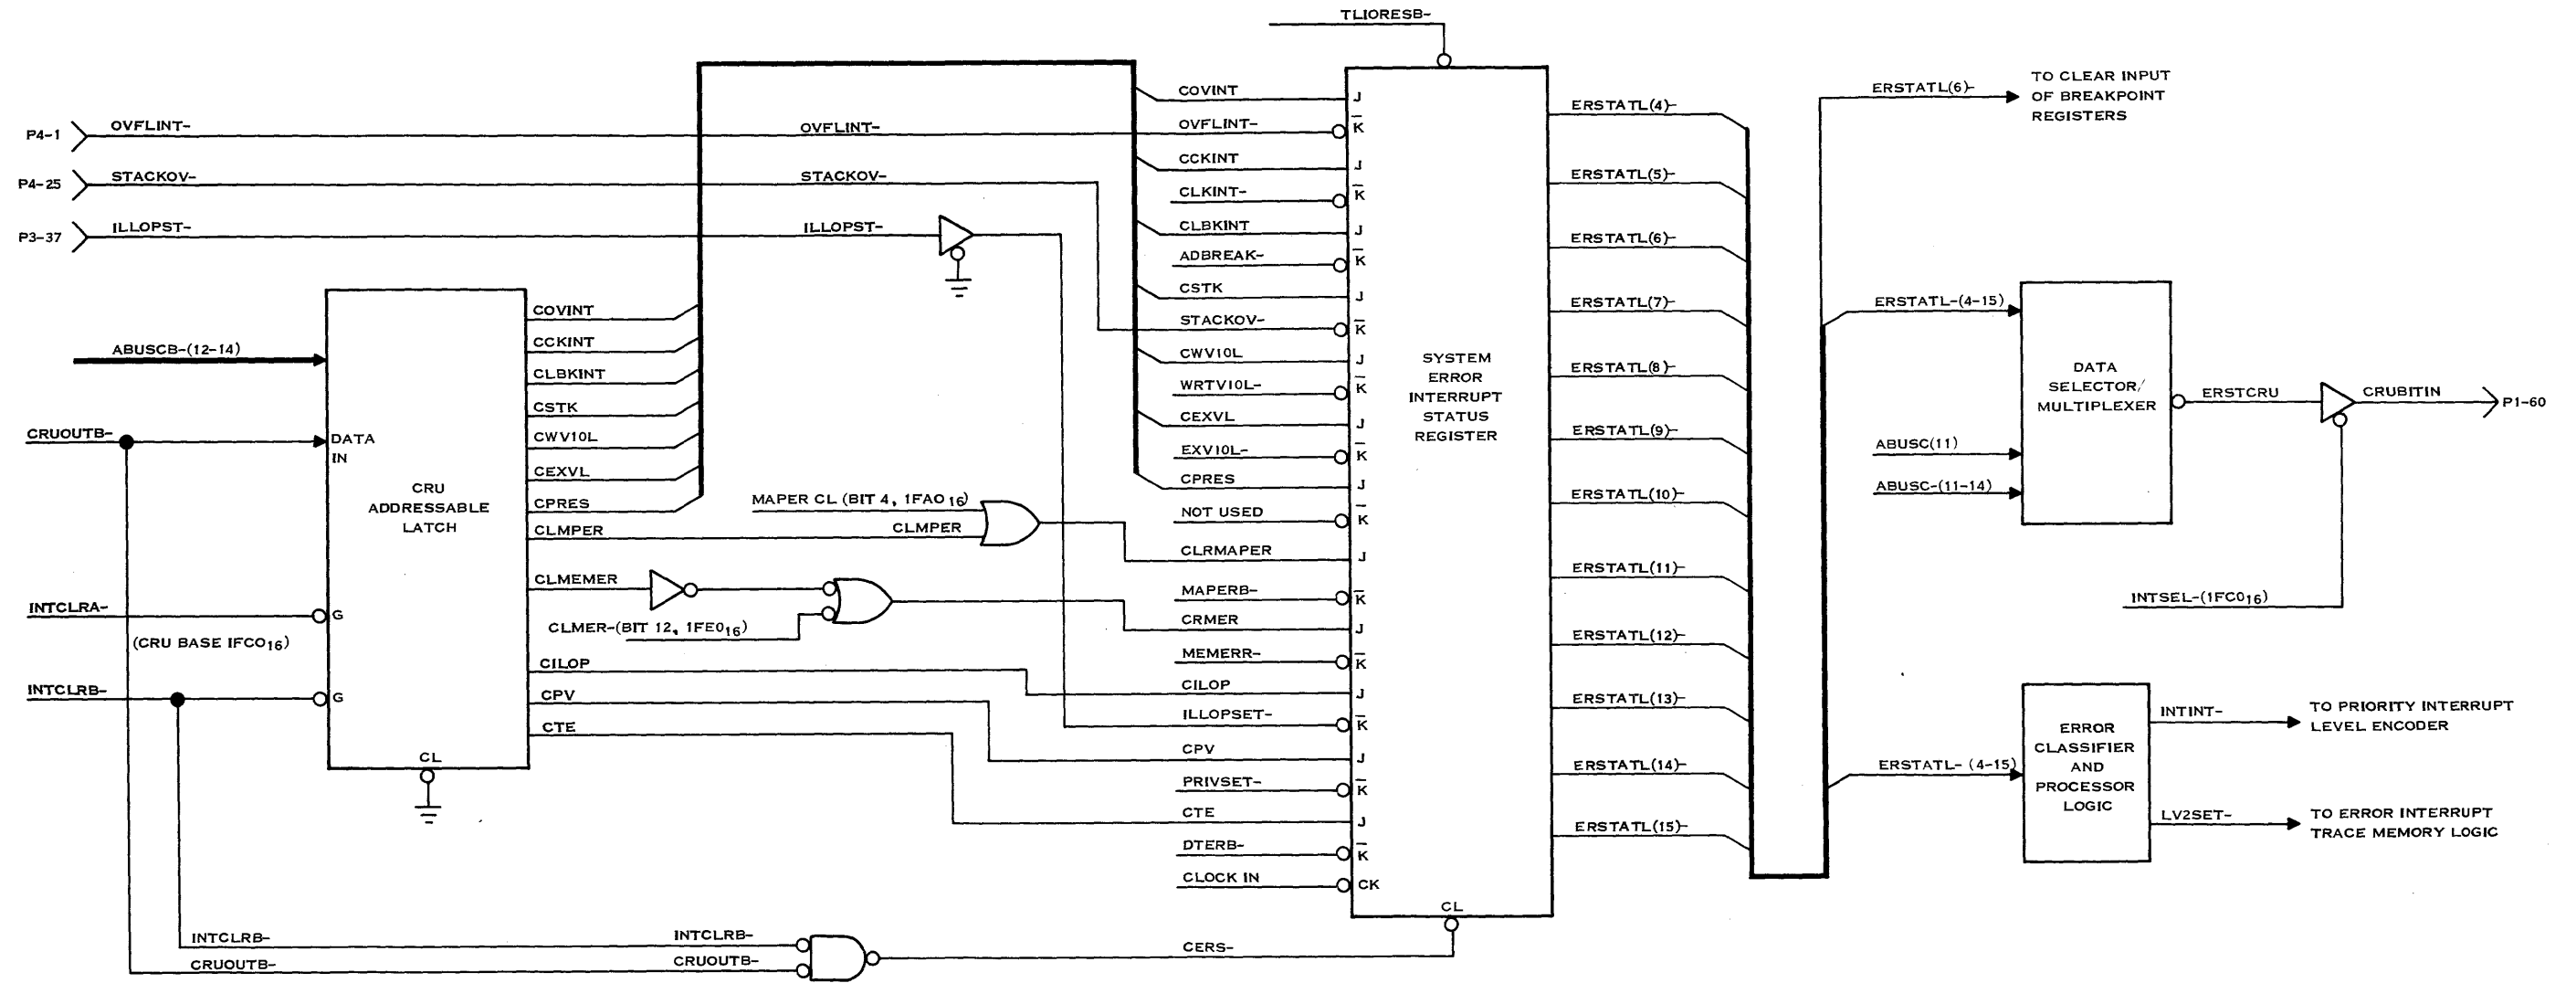 TLIORESB-
P4-1
OVFLINT-
OVFLINT-
P4-25
STACKOV-
STACKOV-
P3-37
ILLOPST-
ILLOPST-
ABUSCB-(12-14)
CRUOUTB-
DATA
IN
CRU
ADDRESSABLE
LATCH
INTCLRA-
G
(CRU BASE IFC0 16)
INTCLRB-
G
CL
COVINT
CCKINT
CLBKINT
CSTK
CWV10L
CEXVL
CPRES
CLMPER
CLMEMER
CILOP
CPV
CTE
MAPER CL (BIT 4, 1FA0 16)
CLMPER
CLMER-(BIT 12, 1FE0 16)
INTCLRB-
INTCLRB-
CRUOUTB-
CRUOUTB-
CERS-
COVINT
J
OVFLINT-
K
CCKINT
J
CLKINT-
K
CLBKINT
J
ADBREAK-
K
CSTK
J
STACKOV-
K
CWV10L
J
WRTV10L-
K
CEXVL
J
EXV10L-
K
CPRES
J
NOT USED
K
CLRMAPER
J
MAPERB-
K
CRMER
J
MEMERR-
K
CILOP
J
ILLOPSET-
K
CPV
J
PRIVSET-
K
CTE
J
DTERB-
K
CLOCK IN
CK
CL
SYSTEM
ERROR
INTERRUPT
STATUS
REGISTER
ERSTATL(4)-
ERSTATL(5)-
ERSTATL(6)-
ERSTATL(7)-
ERSTATL(8)-
ERSTATL(9)-
ERSTATL(10)-
ERSTATL(11)-
ERSTATL(12)-
ERSTATL(13)-
ERSTATL(14)-
ERSTATL(15)-
ERSTATL(6)-
TO CLEAR INPUT
OF BREAKPOINT
REGISTERS
ERSTATL-(4-15)
DATA
SELECTOR/
MULTIPLEXER
ABUSC(11)
ABUSC-(11-14)
ERSTCRU
CRUBITIN
P1-60
INTSEL-(1FC0 16)
ERSTATL- (4-15)
ERROR
CLASSIFIER
AND
PROCESSOR
LOGIC
INTINT-
TO PRIORITY INTERRUPT
LEVEL ENCODER
LV2SET-
TO ERROR INTERRUPT
TRACE MEMORY LOGIC